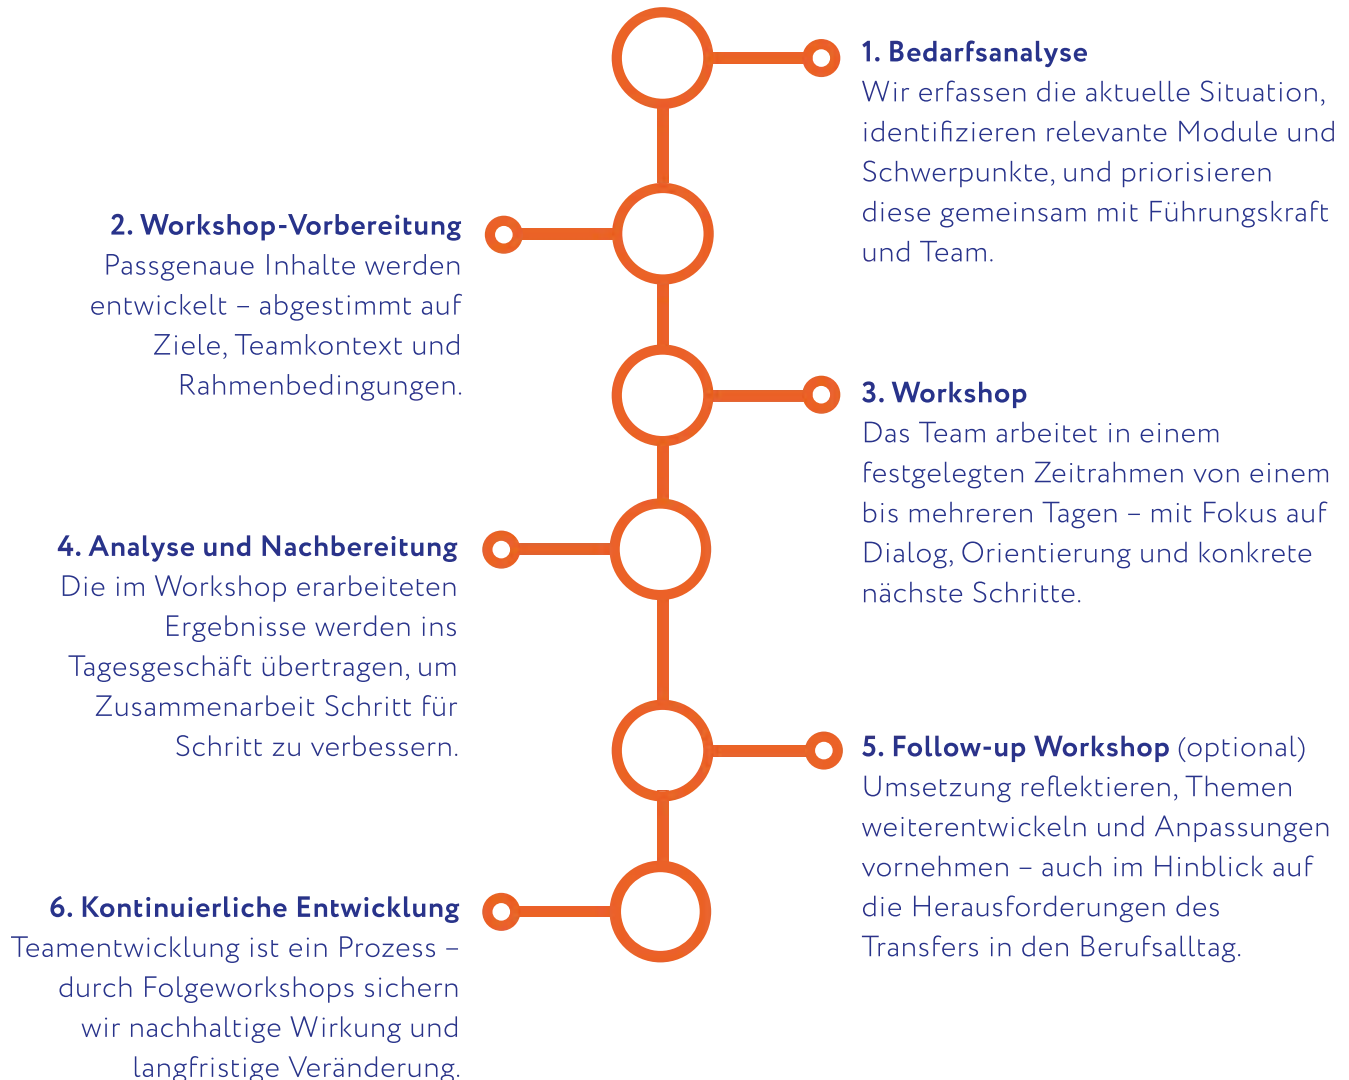 1. Bedarfsanalyse
Wir erfassen die aktuelle Situation,
identifizieren relevante Module und
Schwerpunkte, und priorisieren
diese gemeinsam mit Führungskraft
und Team.
2. Workshop-Vorbereitung
Passgenaue Inhalte werden
entwickelt – abgestimmt auf
Ziele, Teamkontext und
Rahmenbedingungen.
3. Workshop
Das Team arbeitet in einem
festgelegten Zeitrahmen von einem
bis mehreren Tagen – mit Fokus auf
Dialog, Orientierung und konkrete
nächste Schritte.
4. Analyse und Nachbereitung
Die im Workshop erarbeiteten
Ergebnisse werden ins
Tagesgeschäft übertragen, um
Zusammenarbeit Schritt für
Schritt zu verbessern.
5. Follow-up Workshop (optional)
Umsetzung reflektieren, Themen
weiterentwickeln und Anpassungen
vornehmen – auch im Hinblick auf
die Herausforderungen des
Transfers in den Berufsalltag.
6. Kontinuierliche Entwicklung
Teamentwicklung ist ein Prozess –
durch Folgeworkshops sichern
wir nachhaltige Wirkung und
langfristige Veränderung.